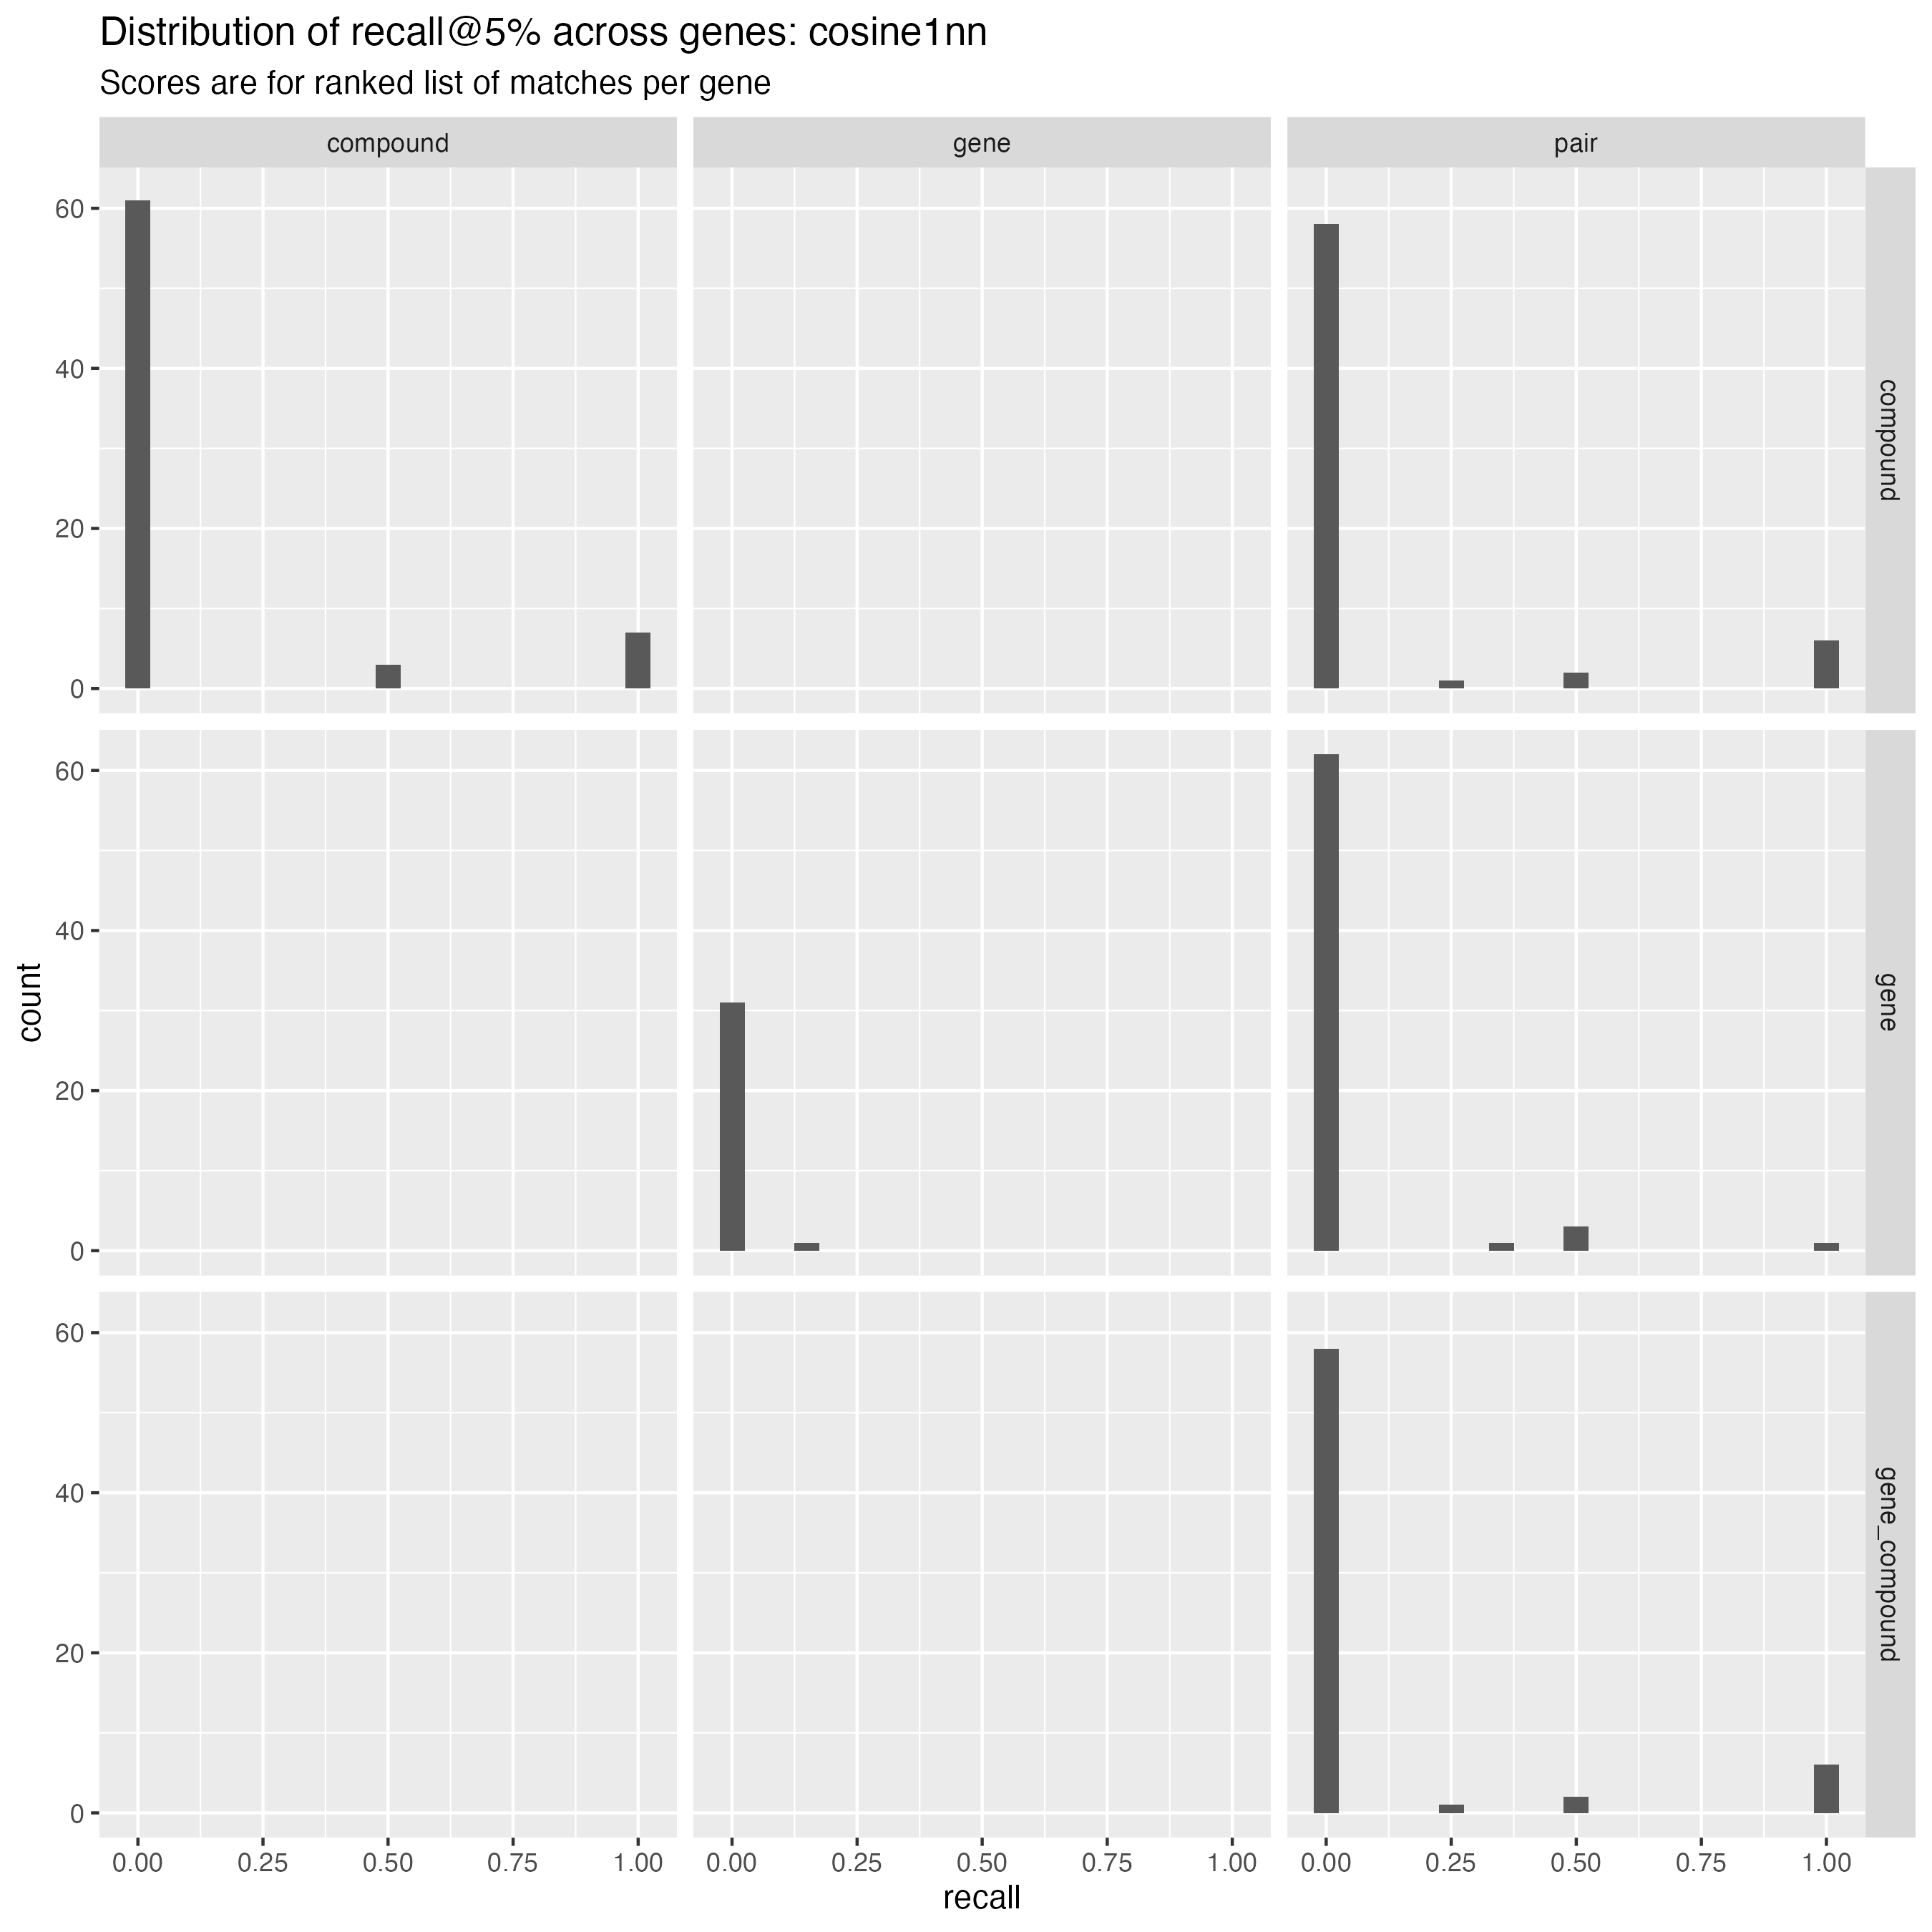 Distribution of recall@5% across genes: cosine1nn
Scores are for ranked list of matches per gene
compound gene pair
60
40
20
0
compound
60
40
20
0
gene
60
40
20
0
gene_compound
count
0.00 0.25 0.50 0.75 1.00 0.00 0.25 0.50 0.75 1.00 0.00 0.25 0.50 0.75 1.00
recall